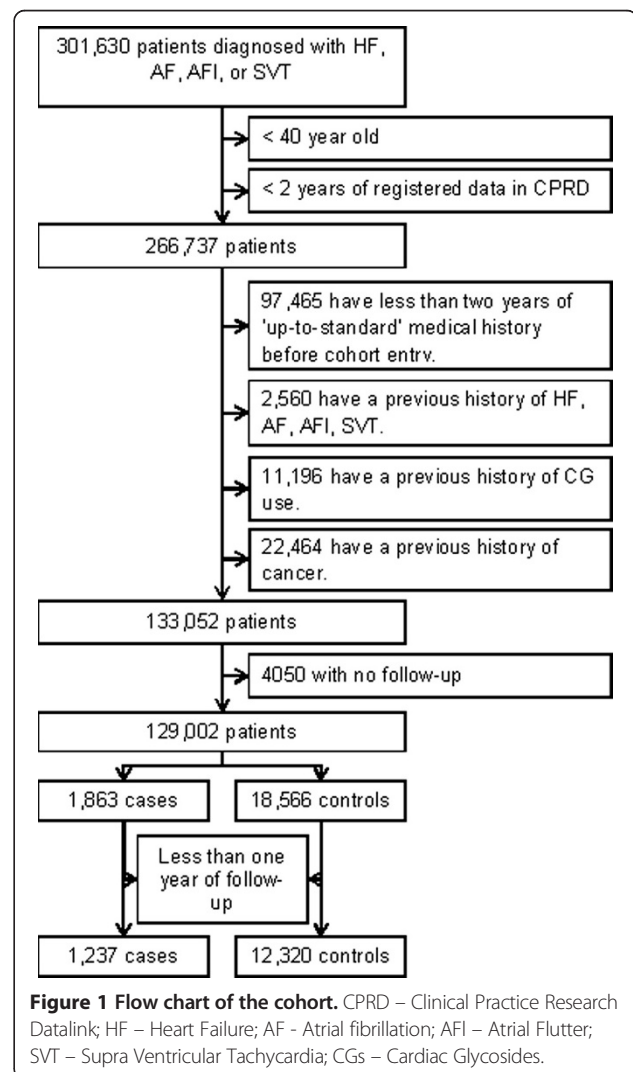 301,630 patients diagnosed with HF,
AF, AFl, or SVT
< 40 year old
< 2 years of registered data in CPRD
266,737 patients
97,465 have less than two years of
'up-to-standard' medical history
before cohort entry.
2,560 have a previous history of HF,
AF, AFl, SVT.
11,196 have a previous history of CG
use.
22,464 have a previous history of
cancer.
133,052 patients
4050 with no follow-up
129,002 patients
1,863 cases
18,566 controls
Less than one
year of follow-
up
1,237 cases
12,320 controls
Figure 1 Flow chart of the cohort. CPRD – Clinical Practice Research
Datalink; HF – Heart Failure; AF - Atrial fibrillation; AFl – Atrial Flutter;
SVT – Supra Ventricular Tachycardia; CGs – Cardiac Glycosides.